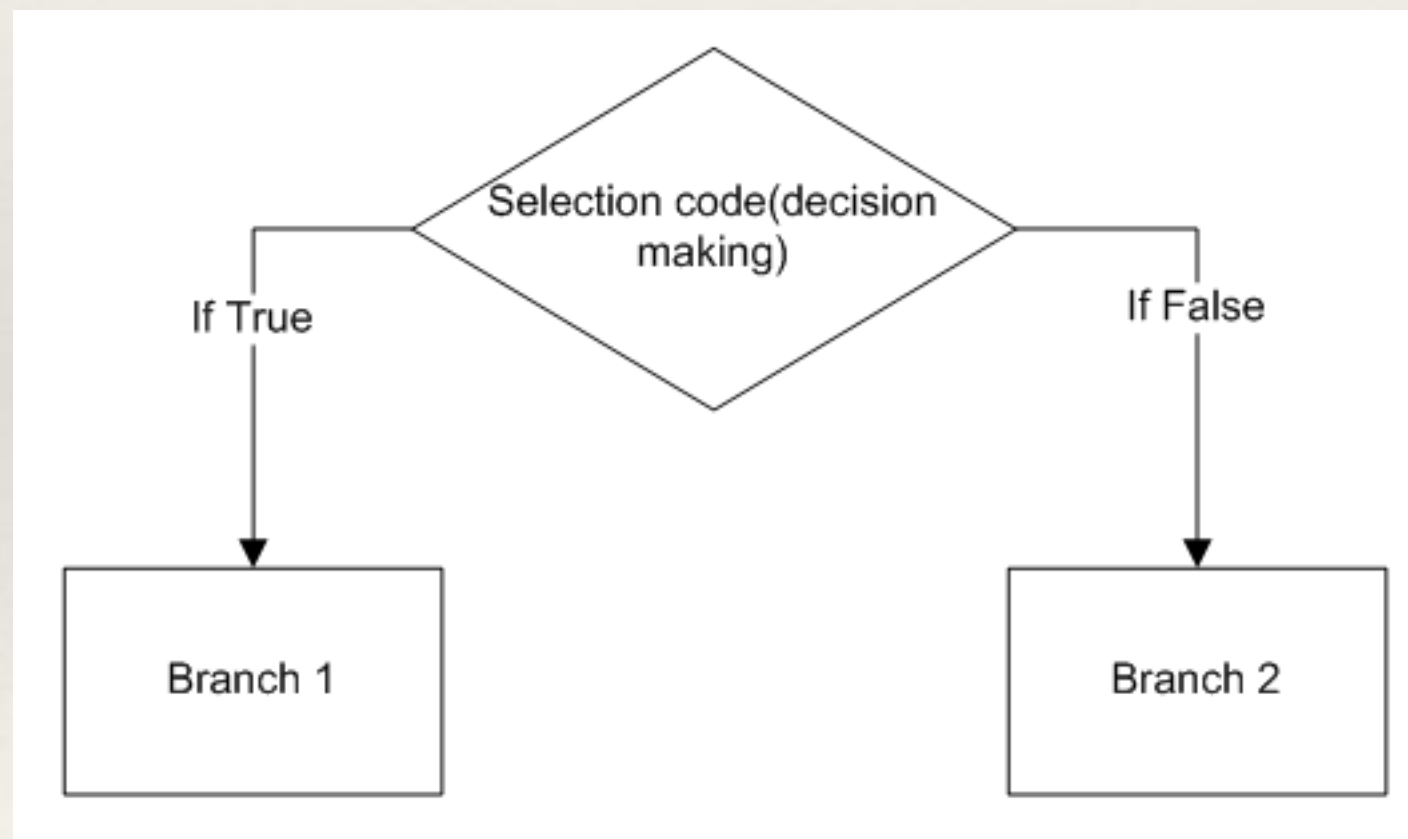 Selection code(decision
making)
If True
If False
Branch 1
Branch 2